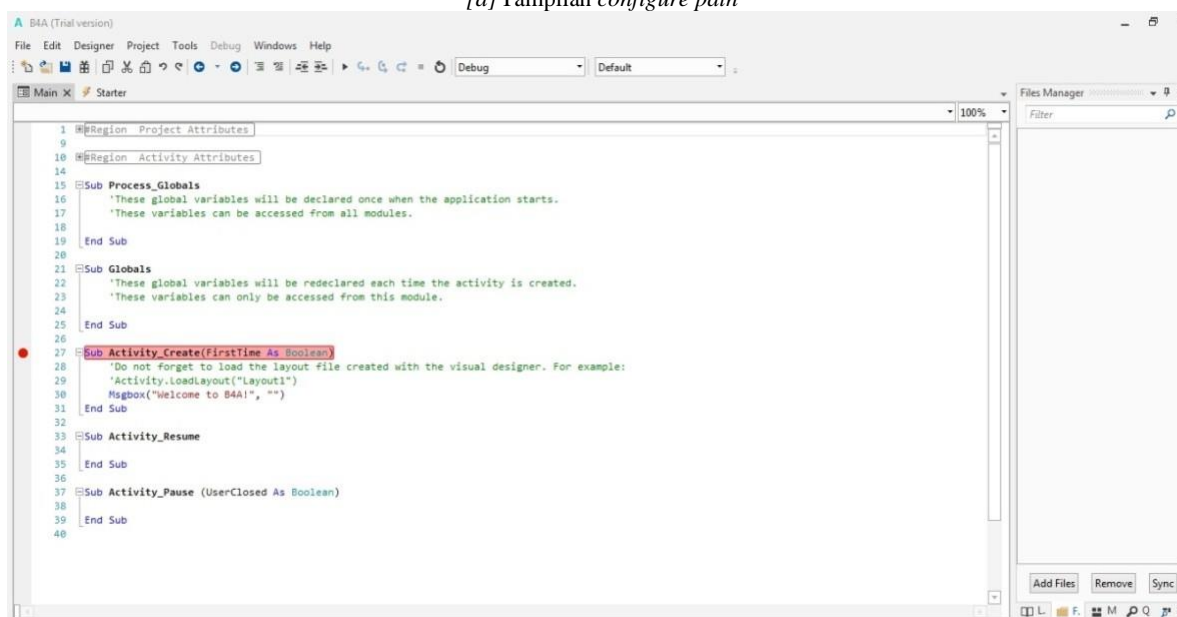 [a] Tampilan configure path
B4A (Trial version)
File Edit Designer Project Tools Debug Windows Help
Debug Default
Main Starter
Files Manager
100%
Filter
1 #Region Project Attributes
9
10 #Region Activity Attributes
14
15 Sub Process_Globals
16 'These global variables will be declared once when the application starts.
17 'These variables can be accessed from all modules.
18
19 End Sub
20
21 Sub Globals
22 'These global variables will be redeclared each time the activity is created.
23 'These variables can only be accessed from this module.
24
25 End Sub
26
27 Sub Activity_Create(FirstTime As Boolean)
28 'Do not forget to load the layout file created with the visual designer. For example:
29 'Activity.LoadLayout("Layout1")
30 Msgbox("Welcome to B4A!", "")
31 End Sub
32
33 Sub Activity_Resume
34
35 End Sub
36
37 Sub Activity_Pause (UserClosed As Boolean)
38
39 End Sub
40
Add Files Remove Sync
L. F. M Q